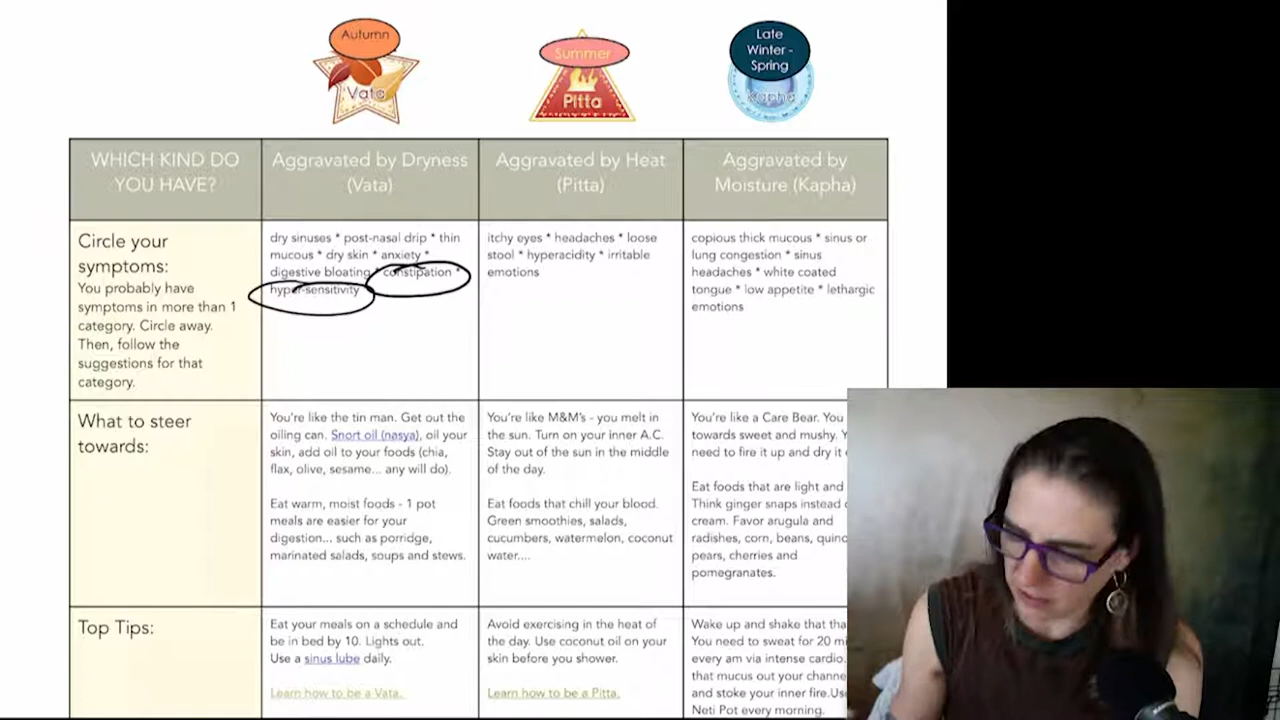 Autumn
Vata
Summer
Pitta
Late
Winter -
Spring
Kapha
WHICH KIND DO
YOU HAVE?
Aggravated by Dryness
(Vata)
Aggravated by Heat
(Pitta)
Aggravated by
Moisture (Kapha)
Circle your
symptoms:
You probably have
symptoms in more than 1
category. Circle away.
Then, follow the
suggestions for that
category.
dry sinuses * post-nasal drip * thin
mucous * dry skin * anxiety *
digestive bloating * constipation *
hyper-sensitivity
itchy eyes * headaches * loose
stool * hyperacidity * irritable
emotions
copious thick mucous * sinus or
lung congestion * sinus
headaches * white coated
tongue * low appetite * lethargic
emotions
What to steer
towards:
You're like the tin man. Get out the
oiling can. Snort oil (nasya), oil your
skin, add oil to your foods (chia,
flax, olive, sesame... any will do).
Eat warm, moist foods - 1 pot
meals are easier for your
digestion... such as porridge,
marinated salads, soups and stews.
You're like M&M's - you melt in
the sun. Turn on your inner A.C.
Stay out of the sun in the middle
of the day.
Eat foods that chill your blood.
Green smoothies, salads,
cucumbers, watermelon, coconut
water....
You're like a Care Bear. You
towards sweet and mushy.
need to fire it up and dry it
Eat foods that are light and
Think ginger snaps instead
cream. Favor arugula and
radishes, corn, beans,
pears, cherries and
pomegranates.
Top Tips:
Eat your meals on a schedule and
be in bed by 10. Lights out.
Use a sinus lube daily.
Learn how to be a Vata.
Avoid exercising in the heat of
the day. Use coconut oil on your
skin before you shower.
Learn how to be a Pitta.
Wake up and shake that
You need to sweat for 20
every am via intense cardio.
that mucus out your
and stoke your inner fire.Use
Neti Pot every morning.